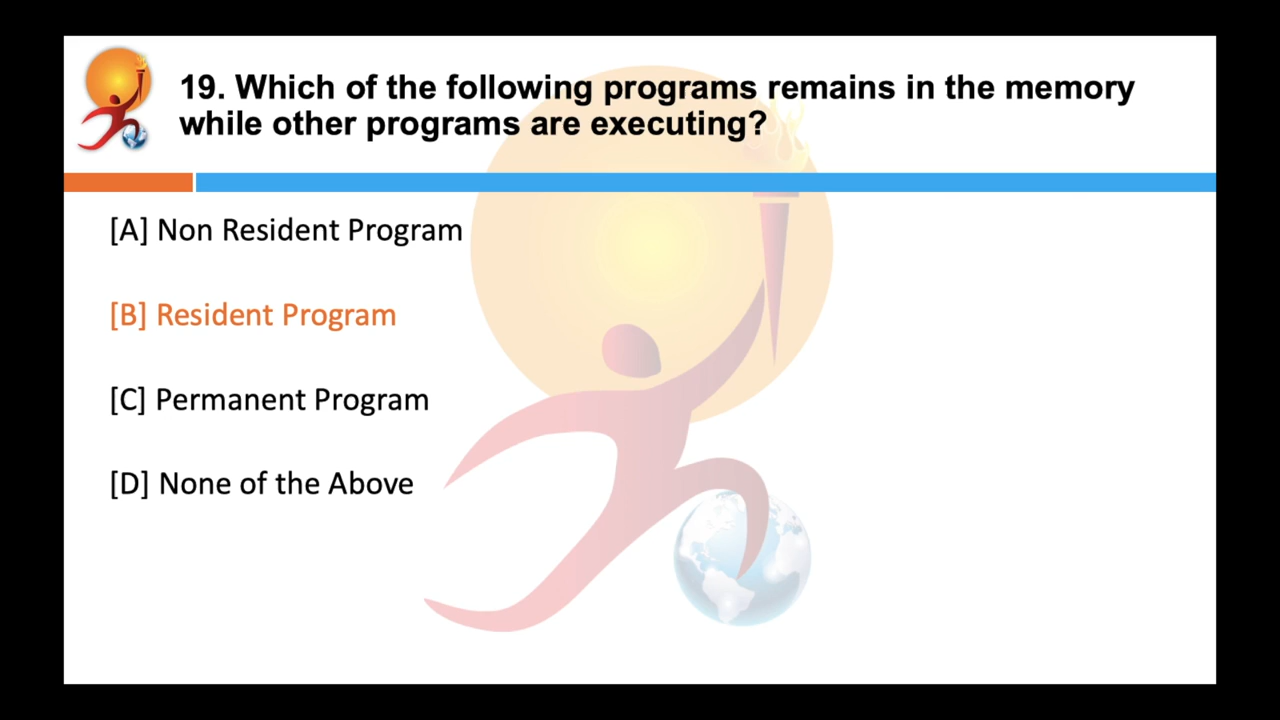 19. Which of the following programs remains in the memory
while other programs are executing?
[A] Non Resident Program
[B] Resident Program
[C] Permanent Program
[D] None of the Above